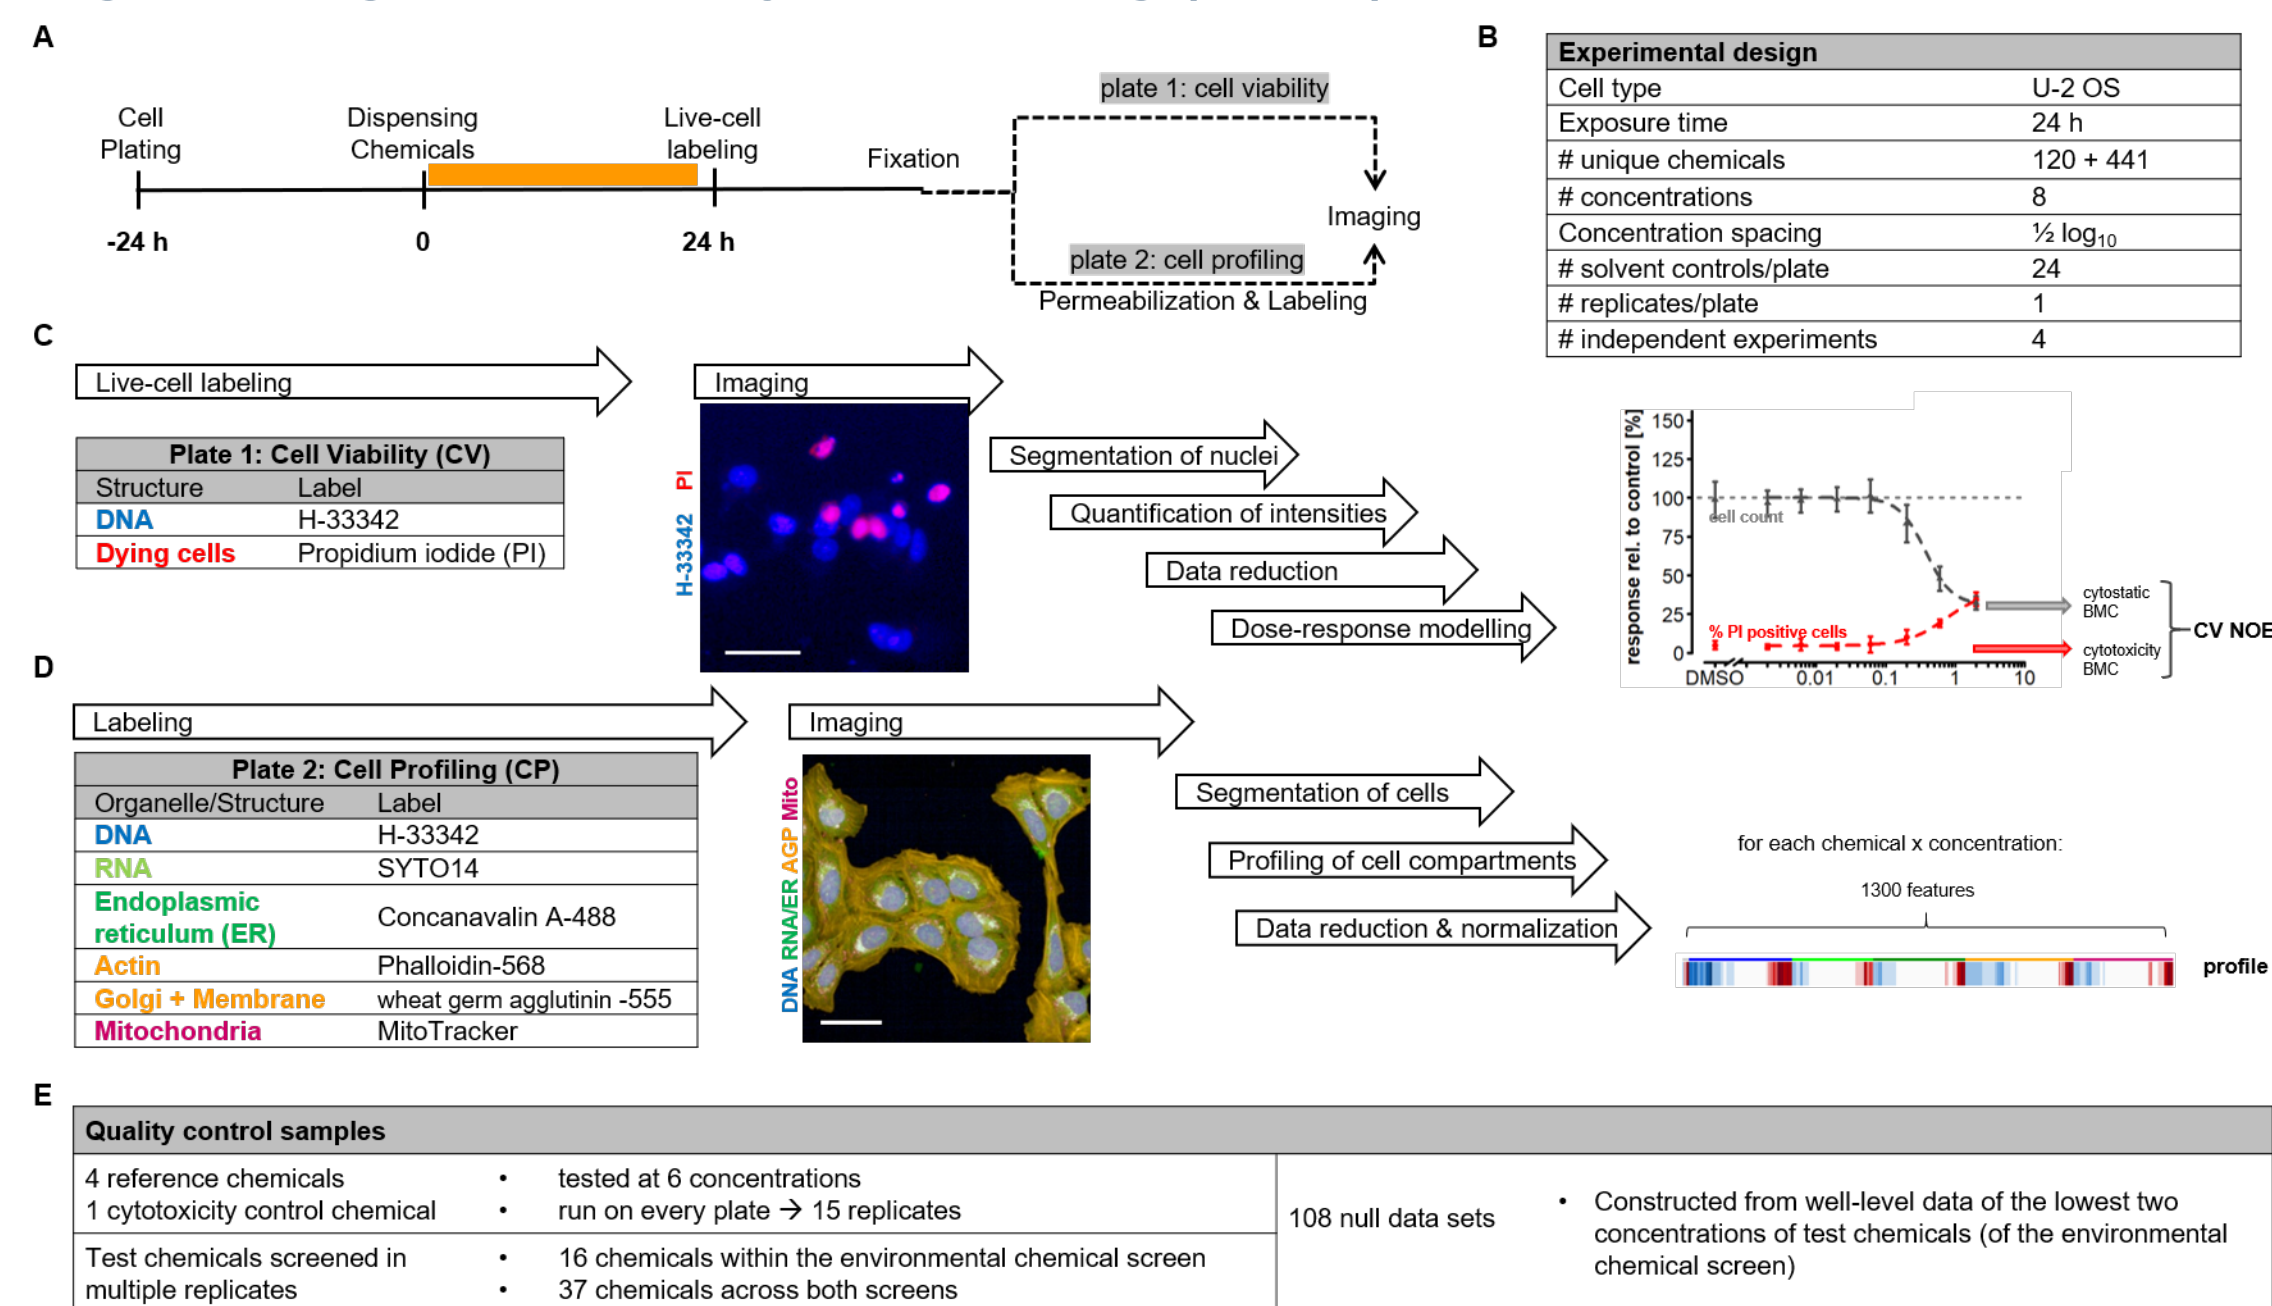 A
Cell
Plating
Dispensing
Chemicals
Live-cell
labeling
Fixation
-24 h
0
24 h
plate 1: cell viability
Imaging
plate 2: cell profiling
Permeabilization & Labeling
B
Experimental design
Cell type U-2 OS
Exposure time 24 h
# unique chemicals 120 + 441
# concentrations 8
Concentration spacing ½ log10
# solvent controls/plate 24
# replicates/plate 1
# independent experiments 4
C
Live-cell labeling
Plate 1: Cell Viability (CV)
Structure Label
DNA H-33342
Dying cells Propidium iodide (PI)
Imaging
H-33342 PI
Segmentation of nuclei
Quantification of intensities
Data reduction
Dose-response modelling
response rel. to control [%]
150
125
100
75
50
25
0
cell count
% PI positive cells
DMSO 0.01 0.1 1 10
cytostatic
BMC
cytotoxicity
BMC
CV NOE
D
Labeling
Plate 2: Cell Profiling (CP)
Organelle/Structure Label
DNA H-33342
RNA SYTO14
Endoplasmic
reticulum (ER) Concanavalin A-488
Actin Phalloidin-568
Golgi + Membrane wheat germ agglutinin -555
Mitochondria MitoTracker
Imaging
DNA RNA/ER AGP Mito
Segmentation of cells
Profiling of cell compartments
Data reduction & normalization
for each chemical x concentration:
1300 features
profile
E
Quality control samples
4 reference chemicals • tested at 6 concentrations
1 cytotoxicity control chemical • run on every plate → 15 replicates
Test chemicals screened in • 16 chemicals within the environmental chemical screen
multiple replicates • 37 chemicals across both screens
108 null data sets
• Constructed from well-level data of the lowest two
concentrations of test chemicals (of the environmental
chemical screen)